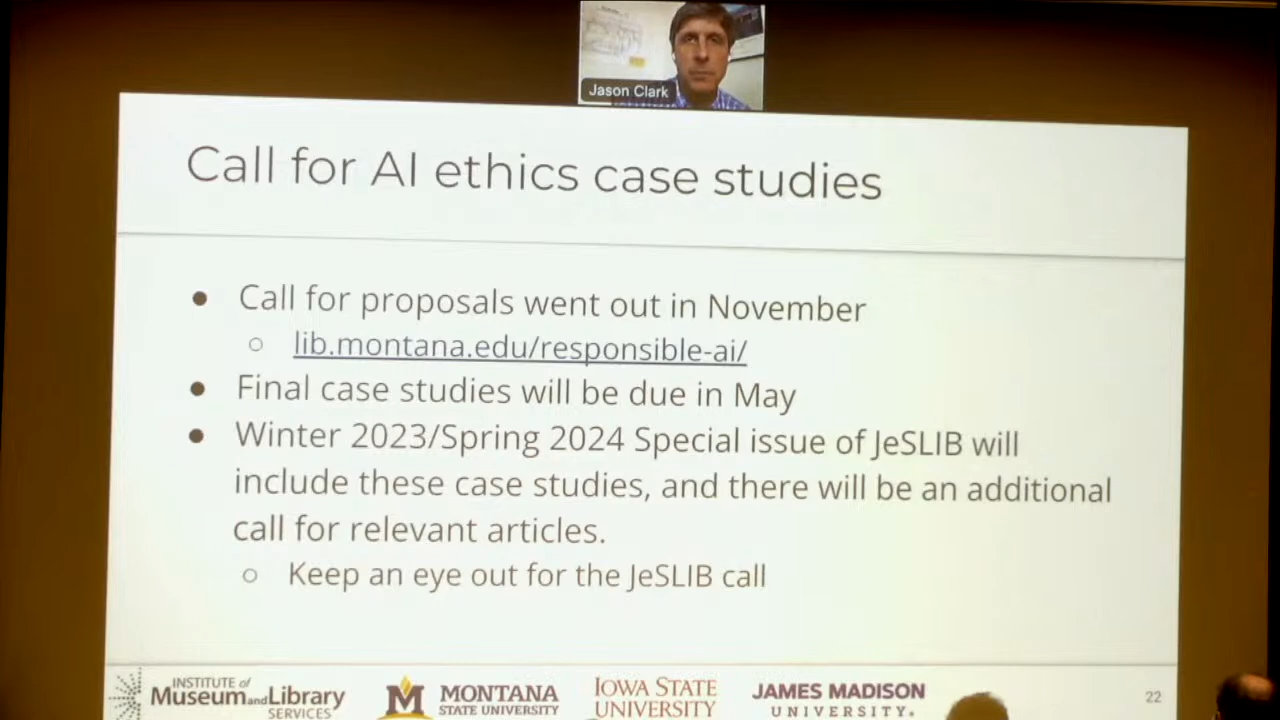 Jason Clark
Call for AI ethics case studies
● Call for proposals went out in November
○ lib.montana.edu/responsible-ai/
● Final case studies will be due in May
● Winter 2023/Spring 2024 Special issue of JeSLIB will
include these case studies, and there will be an additional
call for relevant articles.
○ Keep an eye out for the JeSLIB call
INSTITUTE of
Museum and Library
SERVICES
M MONTANA
STATE UNIVERSITY
IOWA STATE
UNIVERSITY
JAMES MADISON
UNIVERSITY.
22